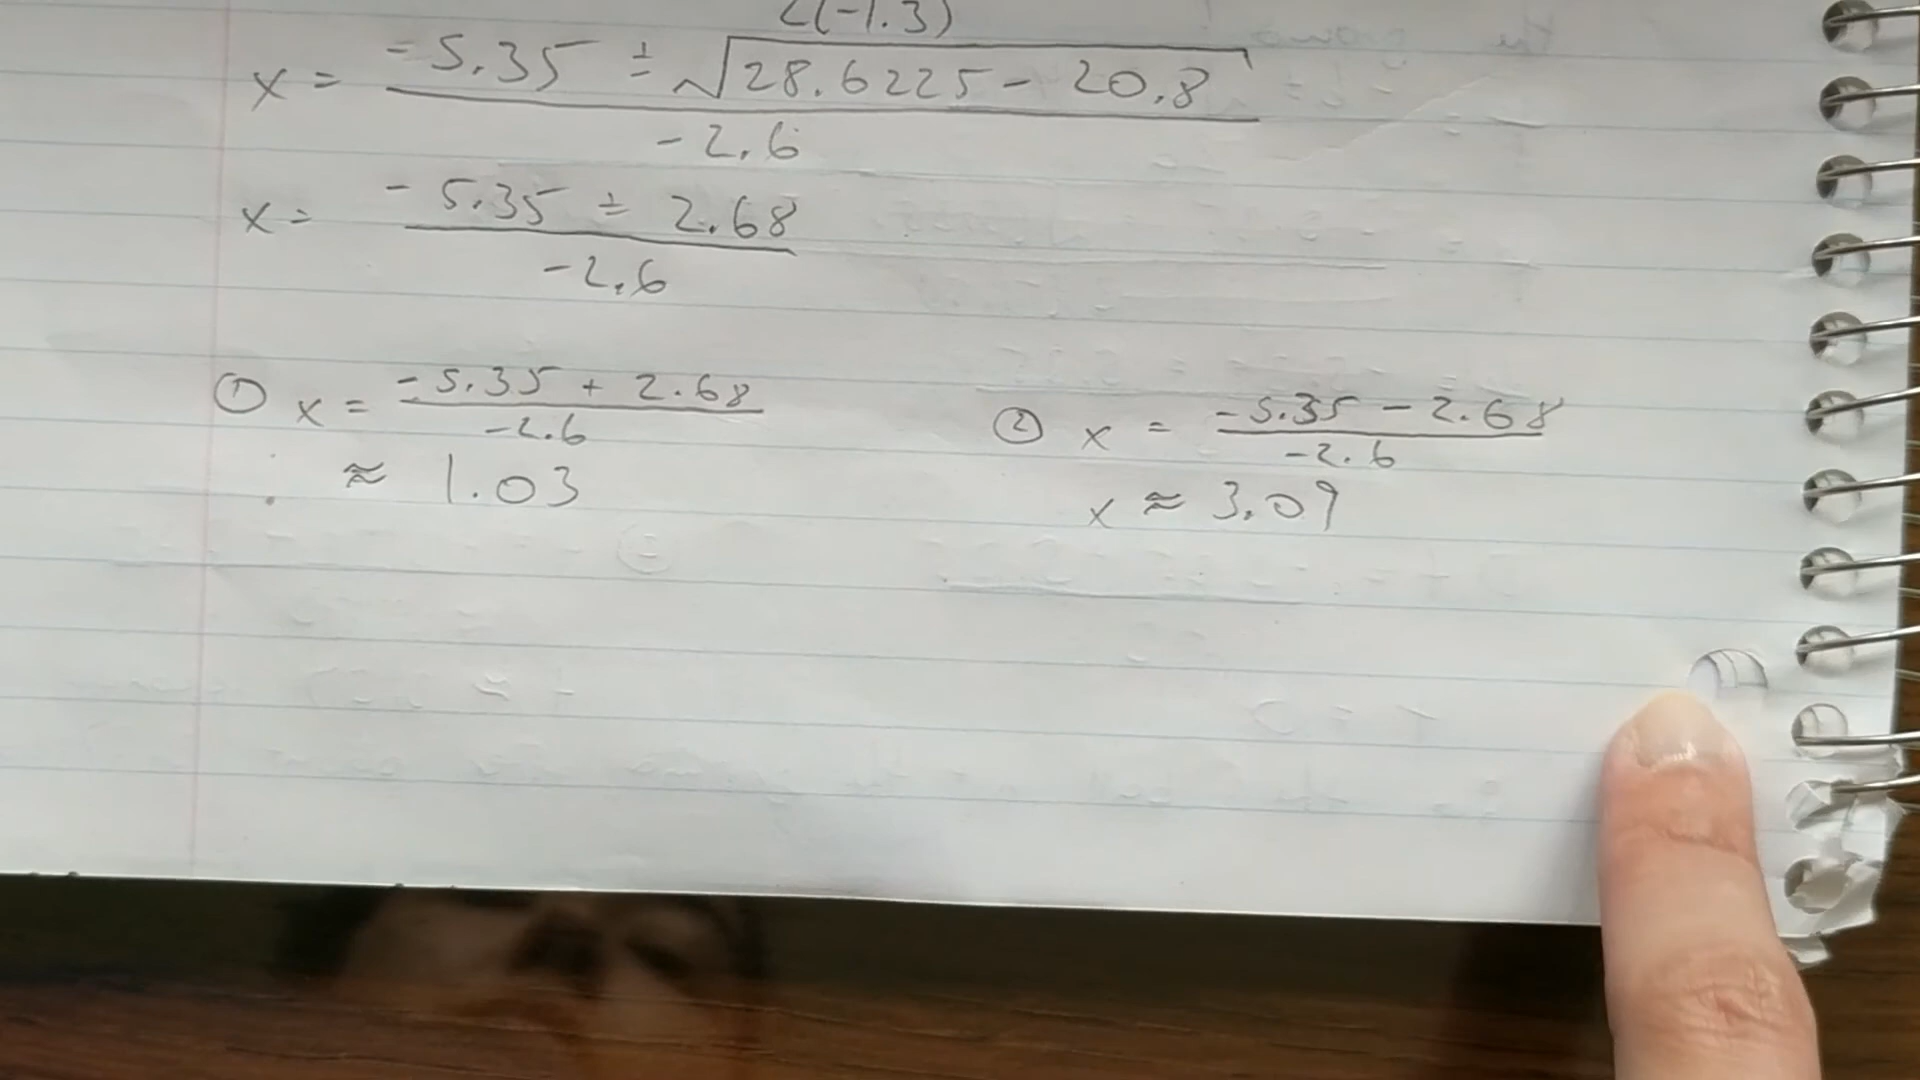 2(-1.3)
x = -5.35 ± √28.6225 - 20.8
-2.6
x = -5.35 ± 2.68
-2.6
① x = -5.35 + 2.68
-2.6
≈ 1.03
② x = -5.35 - 2.68
-2.6
x ≈ 3.09